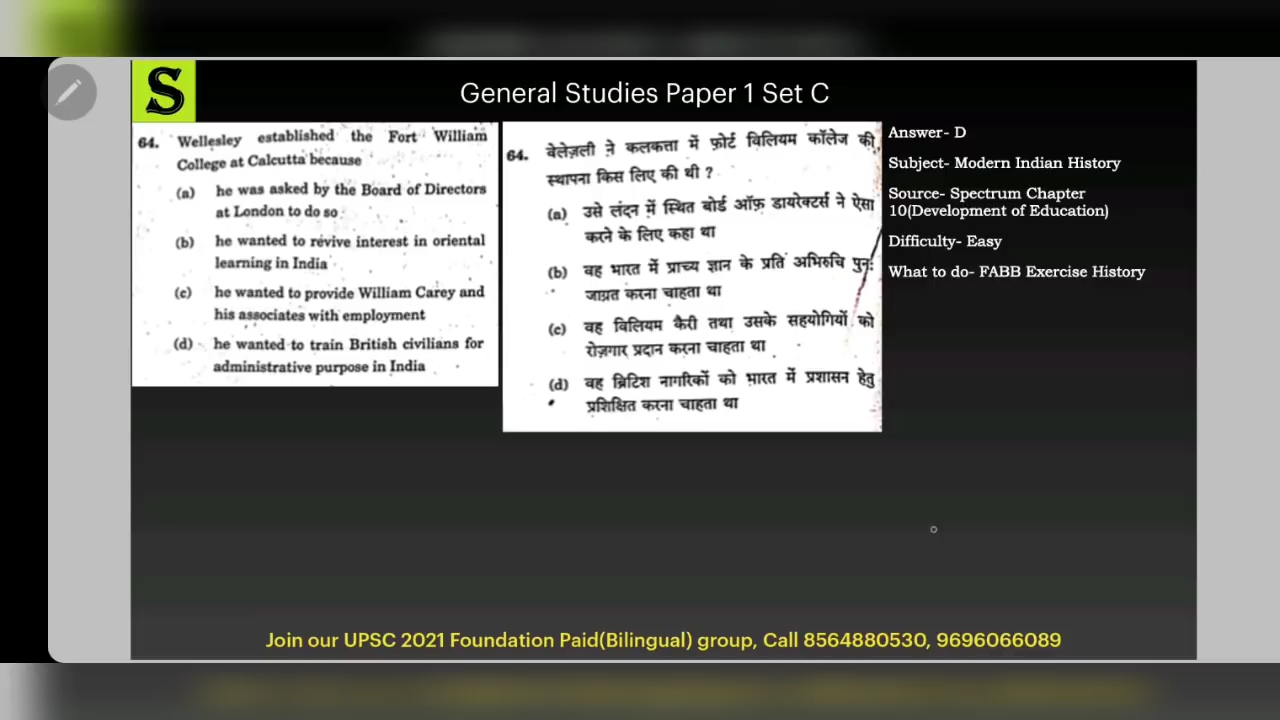 S
General Studies Paper 1 Set C
64. Wellesley established the Fort William
College at Calcutta because
(a) he was asked by the Board of Directors
at London to do so
(b) he wanted to revive interest in oriental
learning in India
(c) he wanted to provide William Carey and
his associates with employment
(d) he wanted to train British civilians for
administrative purpose in India
64. वेलेज़ली ने कलकत्ता में फ़ोर्ट विलियम कॉलेज की
स्थापना किस लिए की थी ?
(a) उसे लंदन में स्थित बोर्ड ऑफ़ डायरेक्टर्स ने ऐसा
करने के लिए कहा था
(b) वह भारत में प्राच्य ज्ञान के प्रति अभिरुचि पुनः
जाग्रत करना चाहता था
(c) वह विलियम कैरी तथा उसके सहयोगियों को
रोज़गार प्रदान करना चाहता था
(d) वह ब्रिटिश नागरिकों को भारत में प्रशासन हेतु
प्रशिक्षित करना चाहता था
Answer- D
Subject- Modern Indian History
Source- Spectrum Chapter
10(Development of Education)
Difficulty- Easy
What to do- FABB Exercise History
Join our UPSC 2021 Foundation Paid(Bilingual) group, Call 8564880530, 9696066089